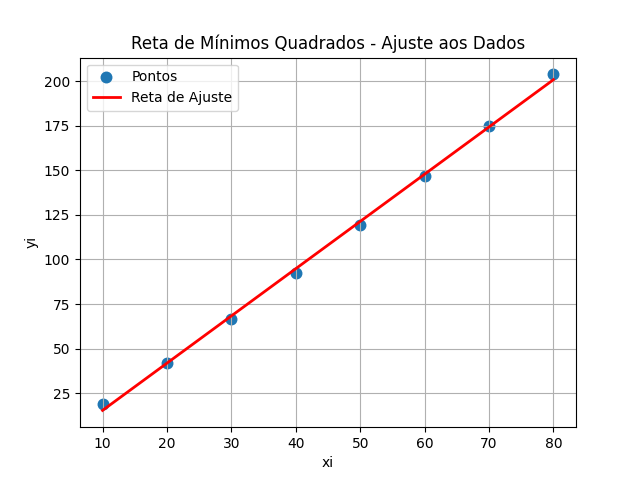 Reta de Mínimos Quadrados - Ajuste aos Dados
Pontos
Reta de Ajuste
200
175
150
125
100
75
50
25
yi
10 20 30 40 50 60 70 80
xi